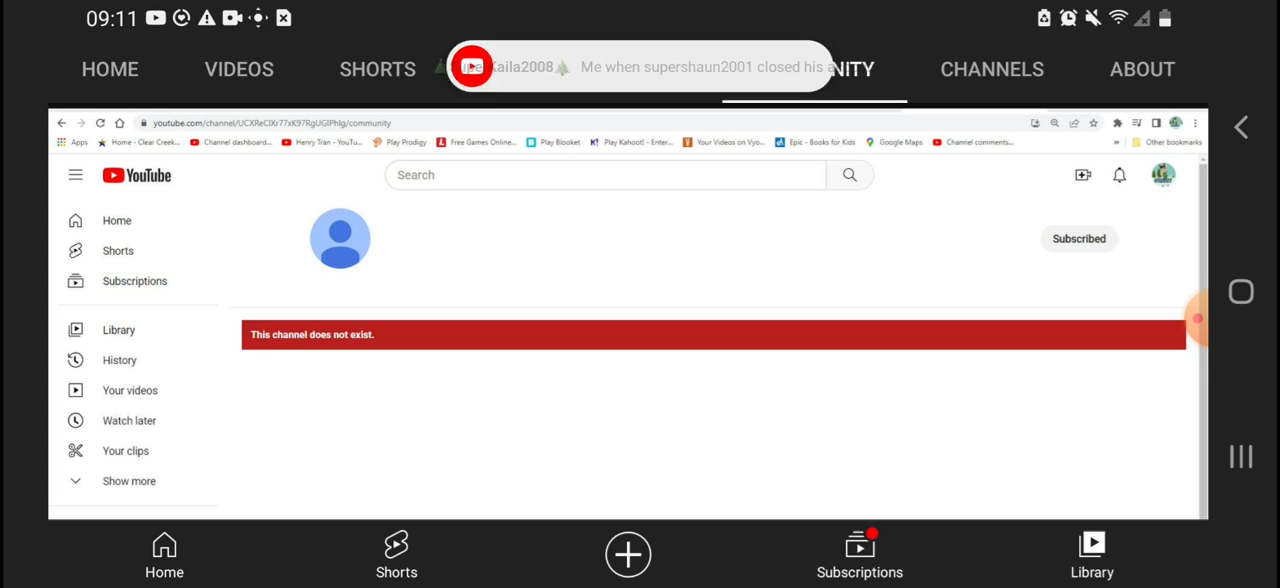 09:11
HOME VIDEOS SHORTS NITY CHANNELS ABOUT
Kaila2008🎄 Me when supershaun2001 closed his a
youtube.com/channel/UCXReClXr77xK97RgUGlPhlg/community
Apps Home - Clear Creek... Channel dashboard... Henry Tran - YouTu... Play Prodigy Free Games Online... Play Blooket K! Play Kahoot! - Enter... Your Videos on Vyo... Epic - Books for Kids Google Maps Channel comments... » Other bookmarks
YouTube Search
Home
Subscribed
Shorts
Subscriptions
Library
This channel does not exist.
History
Your videos
Watch later
Your clips
Show more
Home Shorts Subscriptions Library